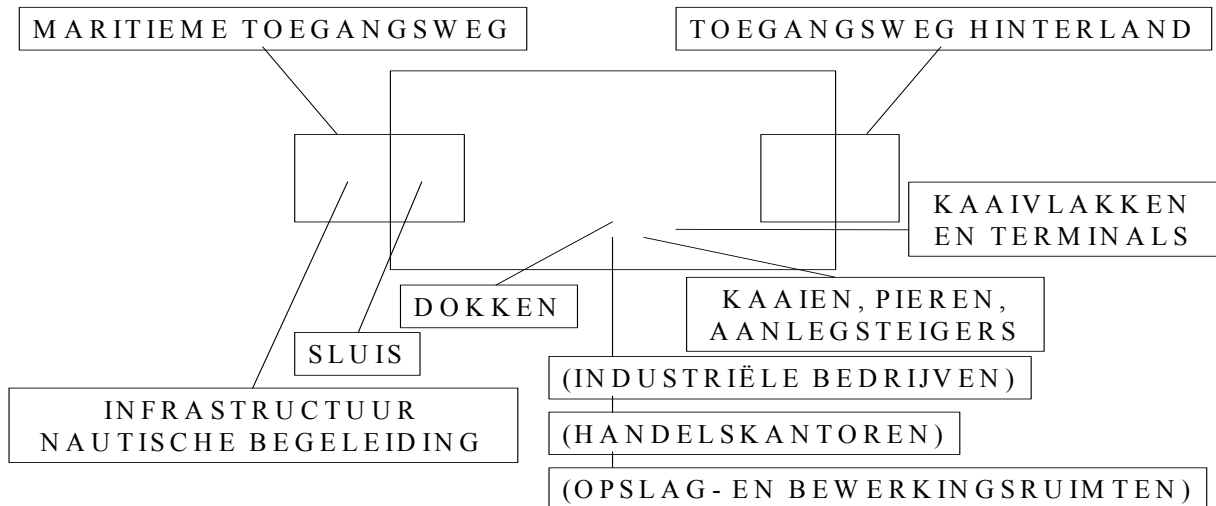 MARITIEME TOEGANGSWEG
TOEGANGSWEG HINTERLAND
KAAIVLAKKEN
EN TERMINALS
DOKKEN
KAAIEN, PIEREN,
AANLEGSTEIGERS
SLUIS
(INDUSTRIËLE BEDRIJVEN)
INFRASTRUCTUUR
NAUTISCHE BEGELEIDING
(HANDELSKANTOREN)
(OPSLAG- EN BEWERKINGSRUIMTEN)